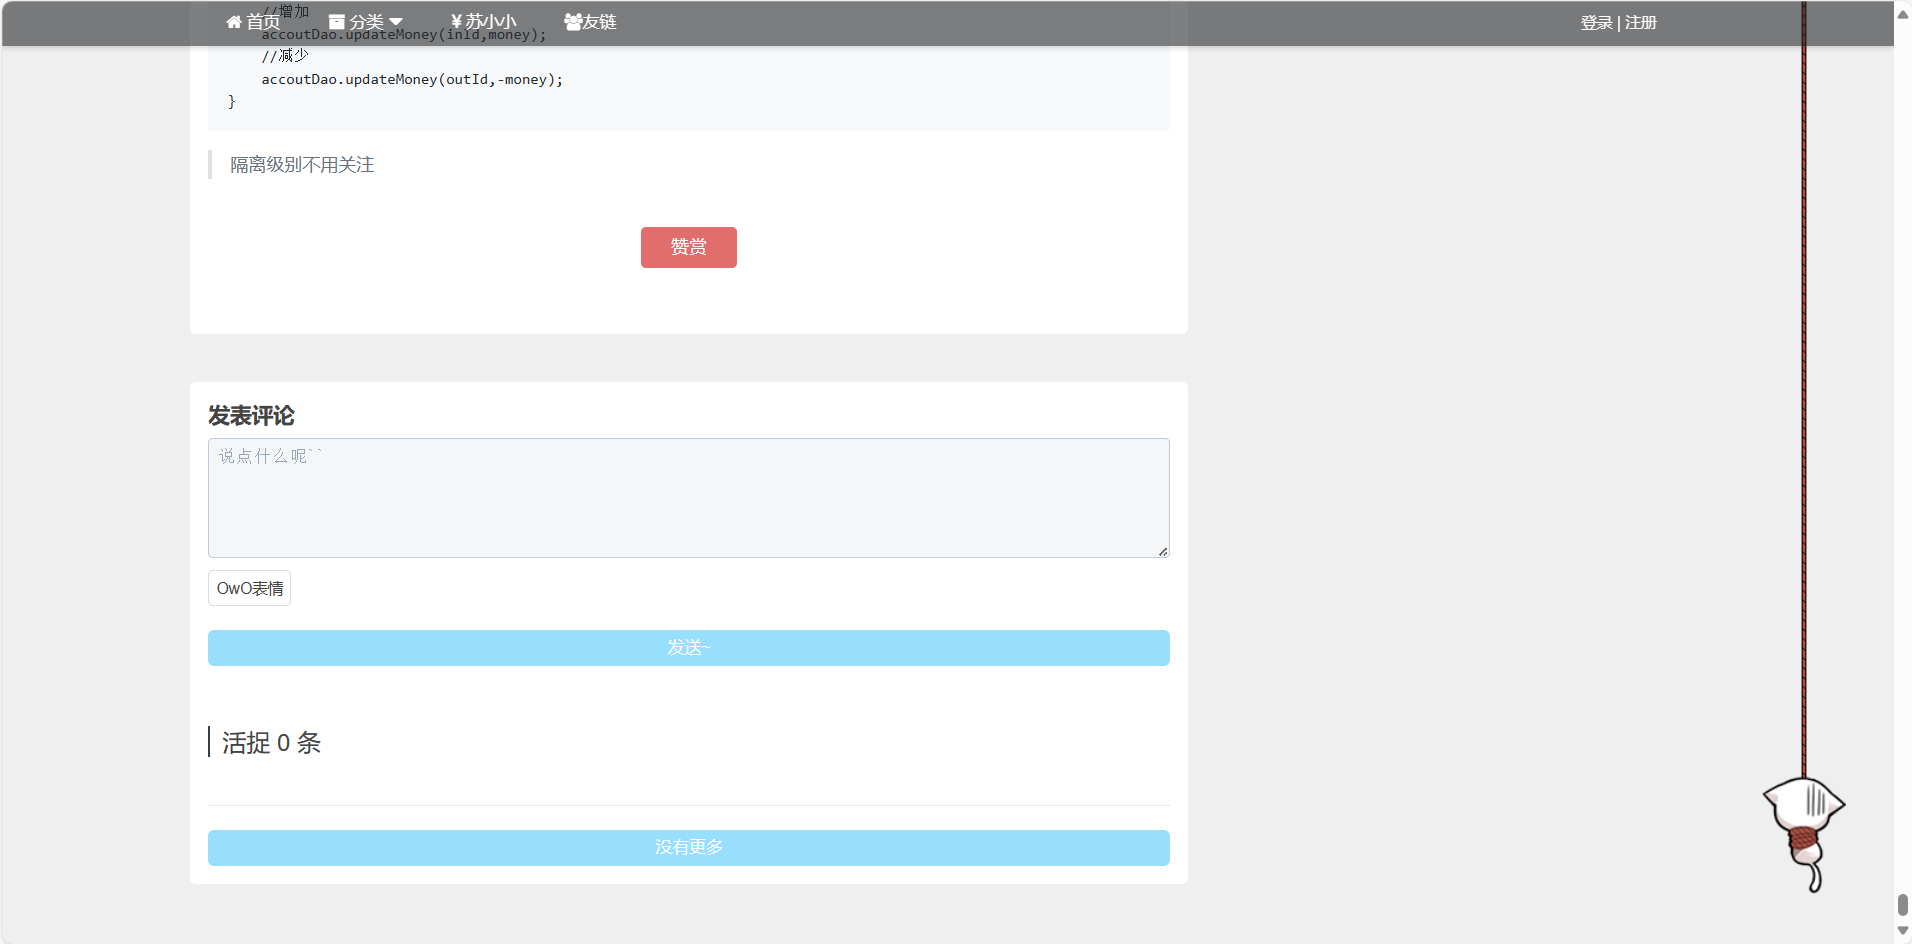 首页 分类 ¥ 苏小小 友链 登录 | 注册
//增加
accoutDao.updateMoney(inId,money);
//减少
accoutDao.updateMoney(outId,-money);
}
隔离级别不用关注
赞赏
发表评论
说点什么呢``
OwO表情
发送~
活捉 0 条
没有更多